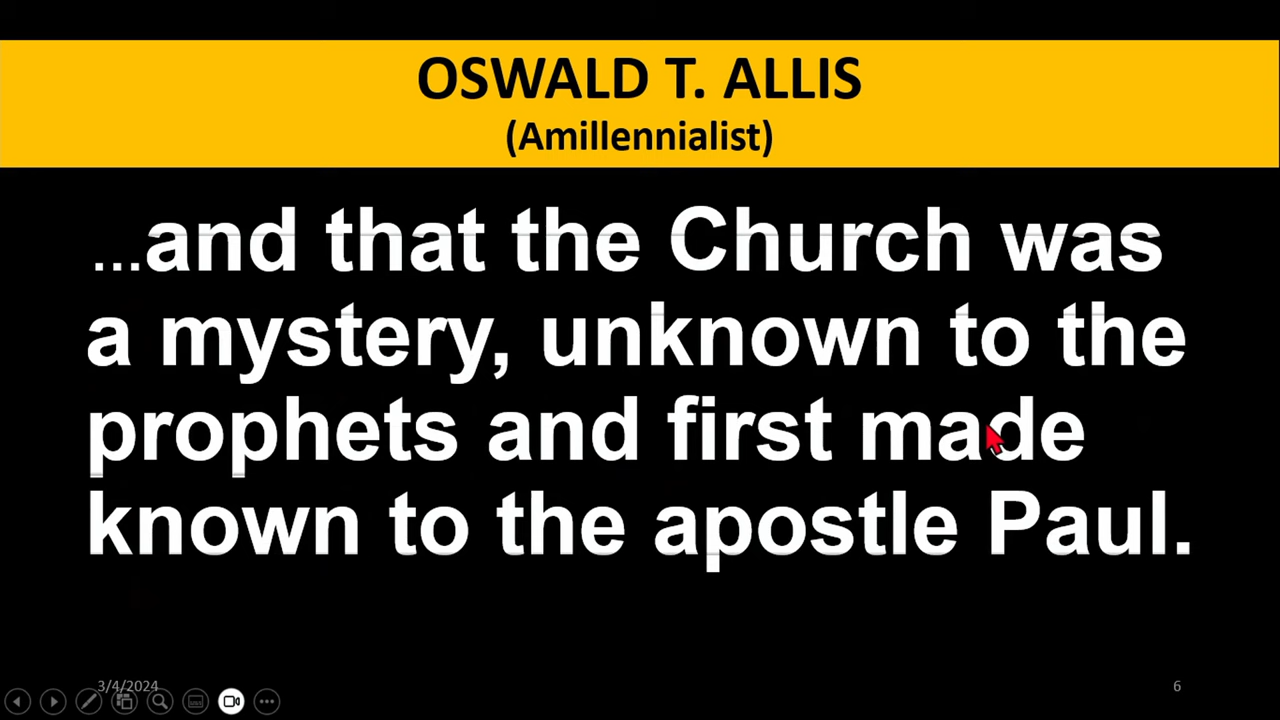 OSWALD T. ALLIS
(Amillennialist)
...and that the Church was
a mystery, unknown to the
prophets and first made
known to the apostle Paul.
3/4/2024
6